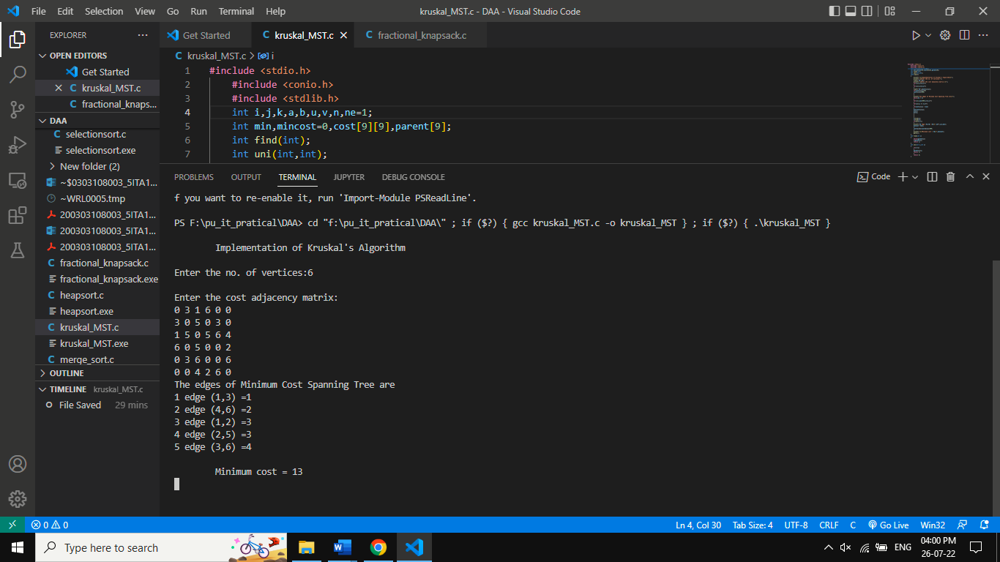 File Edit Selection View Go Run Terminal Help
kruskal_MST.c - DAA - Visual Studio Code
EXPLORER
OPEN EDITORS
Get Started
kruskal_MST.c
fractional_knaps...
DAA
selectionsort.c
selectionsort.exe
New folder (2)
~$0303108003_5ITA1...
~WRL0005.tmp
200303108003_5ITA1...
200303108003_5ITA1...
200303108003_5ITA1...
fractional_knapsack.c
fractional_knapsack.exe
heapsort.c
heapsort.exe
kruskal_MST.c
kruskal_MST.exe
merge_sort.c
OUTLINE
TIMELINE kruskal_MST.c
File Saved 29 mins
Get Started kruskal_MST.c fractional_knapsack.c
kruskal_MST.c > i
1 #include <stdio.h>
2 #include <conio.h>
3 #include <stdlib.h>
4 int i,j,k,a,b,u,v,n,ne=1;
5 int min,mincost=0,cost[9][9],parent[9];
6 int find(int);
7 int uni(int,int);
PROBLEMS OUTPUT TERMINAL JUPYTER DEBUG CONSOLE
Code
f you want to re-enable it, run 'Import-Module PSReadLine'.
PS F:\pu_it_pratical\DAA> cd "f:\pu_it_pratical\DAA\" ; if ($?) { gcc kruskal_MST.c -o kruskal_MST } ; if ($?) { .\kruskal_MST }
Implementation of Kruskal's Algorithm
Enter the no. of vertices:6
Enter the cost adjacency matrix:
0 3 1 6 0 0
3 0 5 0 3 0
1 5 0 5 6 4
6 0 5 0 0 2
0 3 6 0 0 6
0 0 4 2 6 0
The edges of Minimum Cost Spanning Tree are
1 edge (1,3) =1
2 edge (4,6) =2
3 edge (1,2) =3
4 edge (2,5) =3
5 edge (3,6) =4
Minimum cost = 13
0 0
Ln 4, Col 30 Tab Size: 4 UTF-8 CRLF C Go Live Win32
Type here to search
ENG
04:00 PM
26-07-22